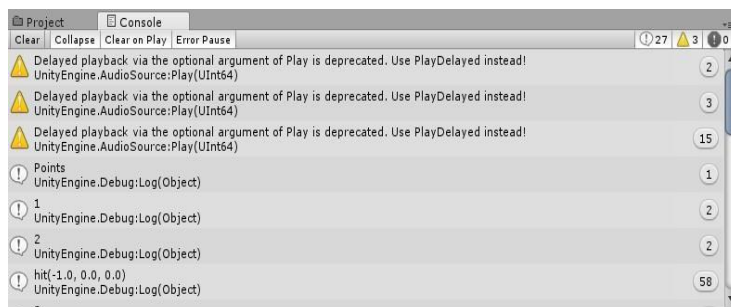 Project Console
Clear Collapse Clear on Play Error Pause 27 3 0
Delayed playback via the optional argument of Play is deprecated. Use PlayDelayed instead!
UnityEngine.AudioSource:Play(UInt64)
2
Delayed playback via the optional argument of Play is deprecated. Use PlayDelayed instead!
UnityEngine.AudioSource:Play(UInt64)
3
Delayed playback via the optional argument of Play is deprecated. Use PlayDelayed instead!
UnityEngine.AudioSource:Play(UInt64)
15
Points
UnityEngine.Debug:Log(Object)
1
1
UnityEngine.Debug:Log(Object)
2
2
UnityEngine.Debug:Log(Object)
2
hit(-1.0, 0.0, 0.0)
UnityEngine.Debug:Log(Object)
58